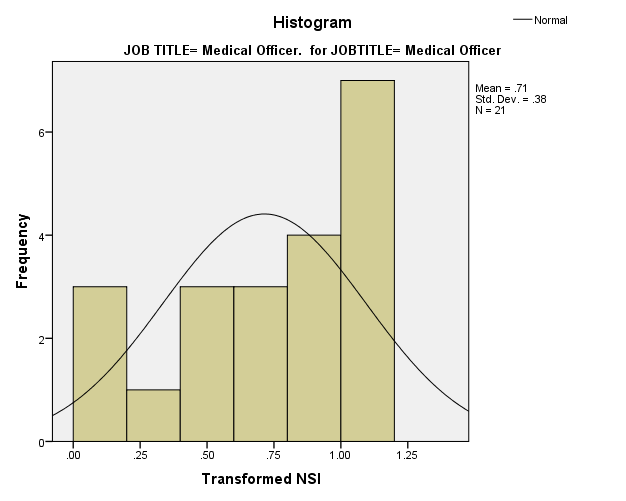 Histogram
Normal
JOB TITLE= Medical Officer. for JOBTITLE= Medical Officer
Mean = .71
Std. Dev. = .38
N = 21
6
4
2
0
Frequency
.00 .25 .50 .75 1.00 1.25
Transformed NSI